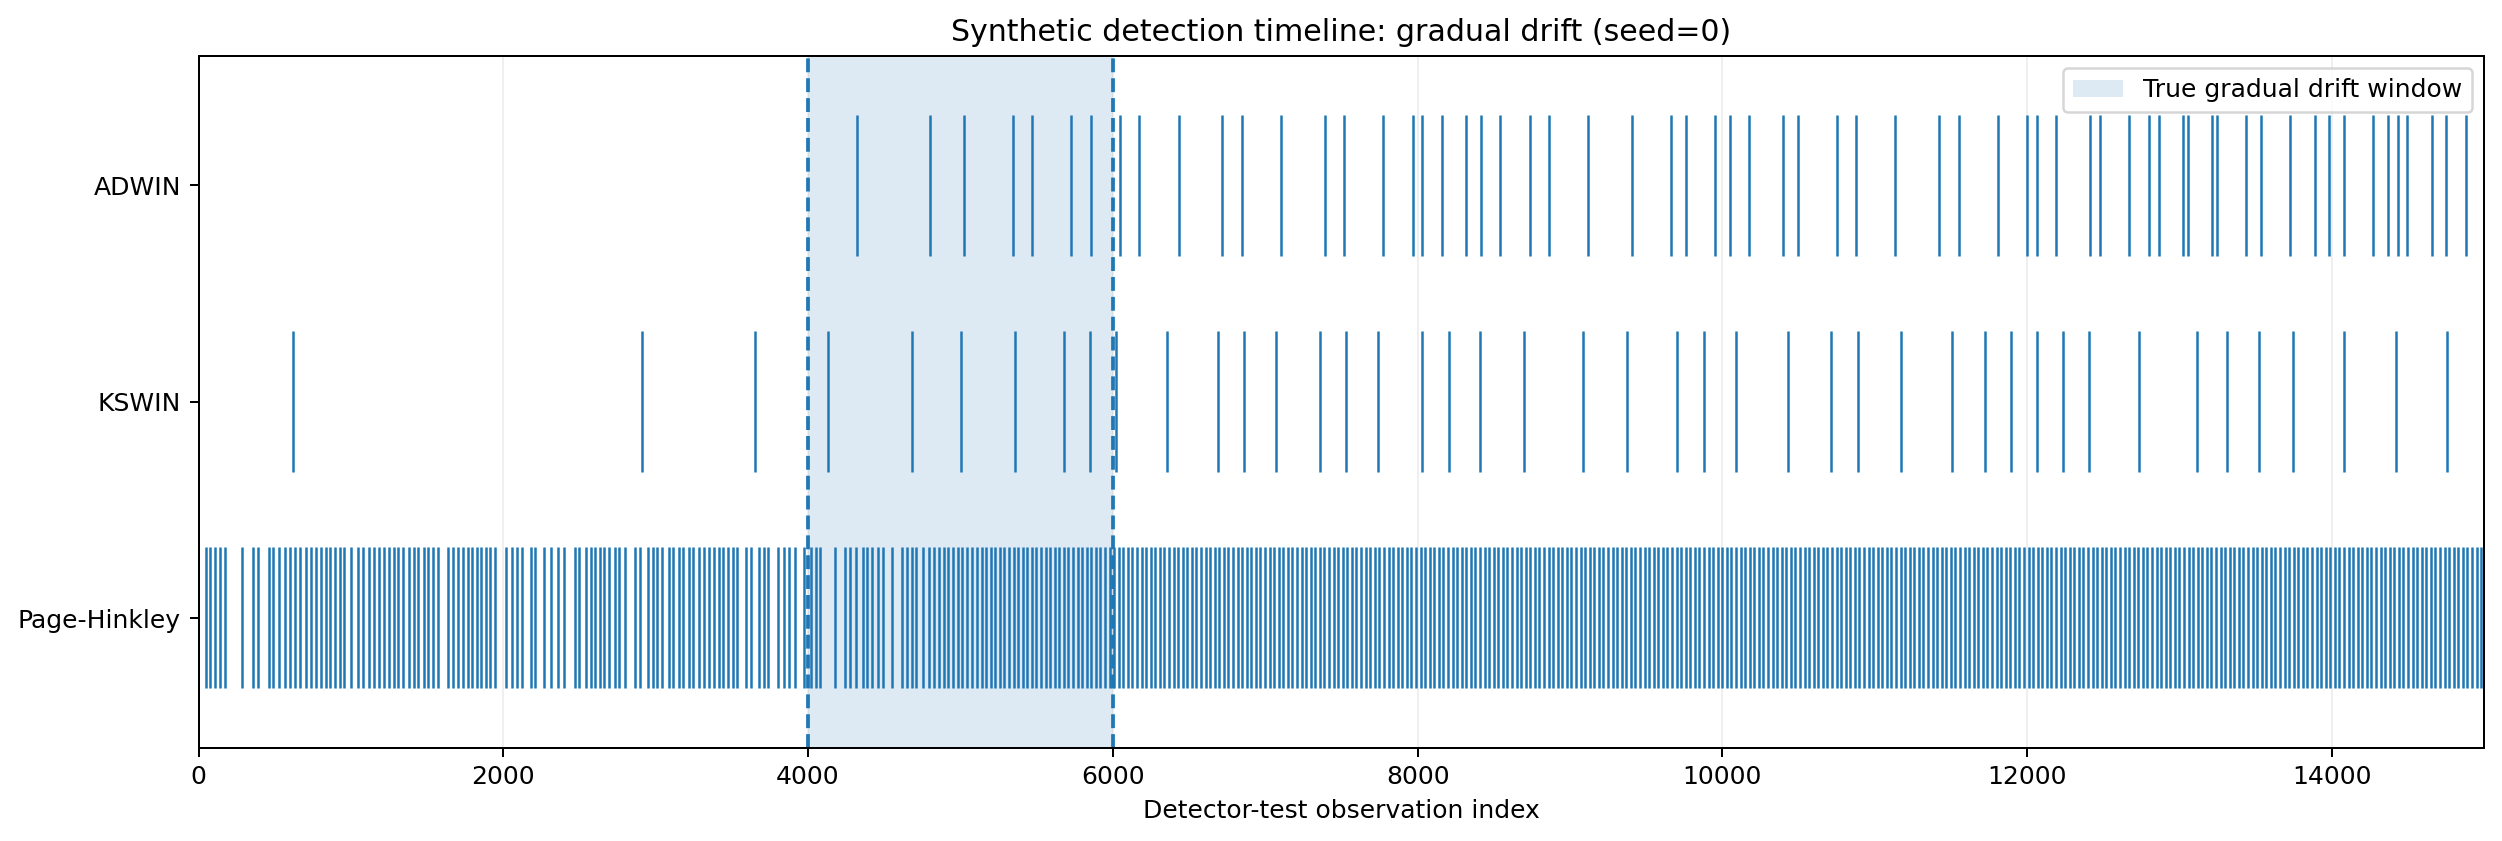 Synthetic detection timeline: gradual drift (seed=0)
True gradual drift window
ADWIN
KSWIN
Page-Hinkley
0 2000 4000 6000 8000 10000 12000 14000
Detector-test observation index